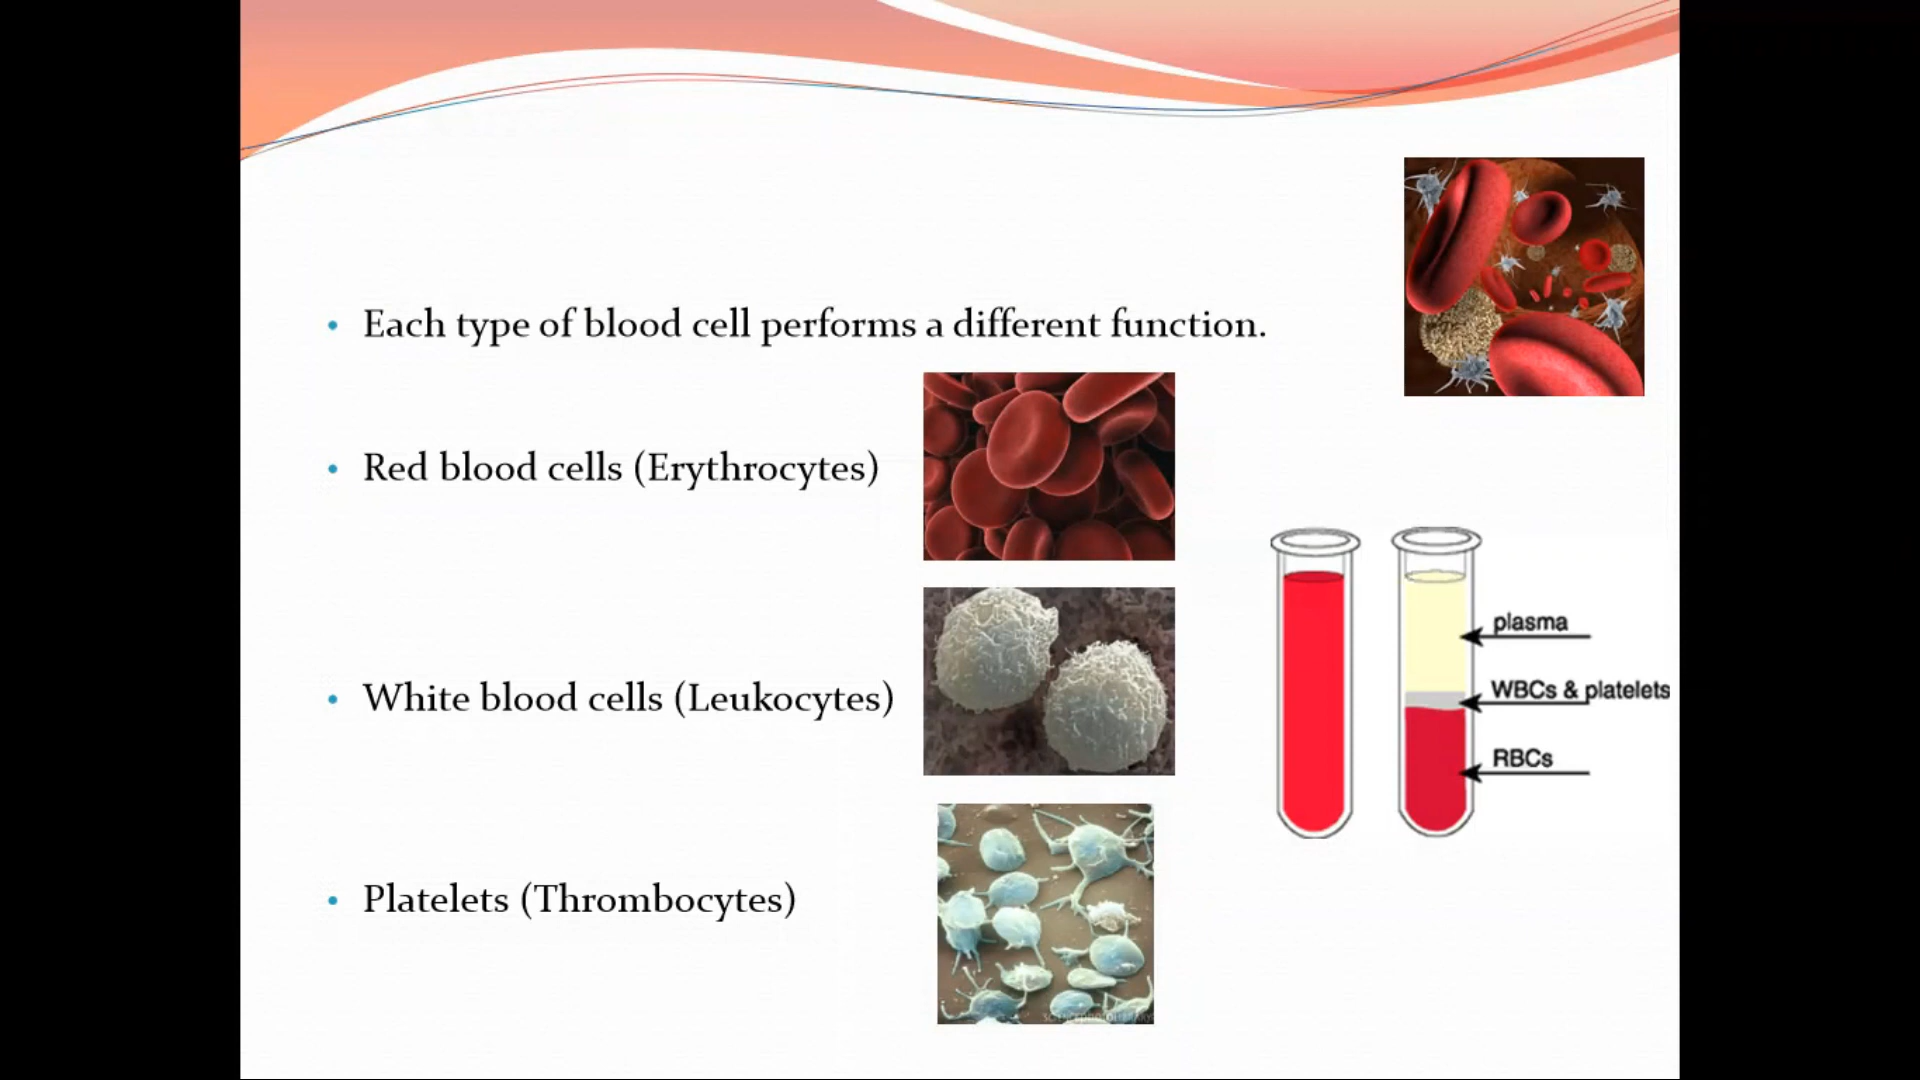 Each type of blood cell performs a different function.
Red blood cells (Erythrocytes)
White blood cells (Leukocytes)
Platelets (Thrombocytes)
plasma
WBCs & platelets
RBCs